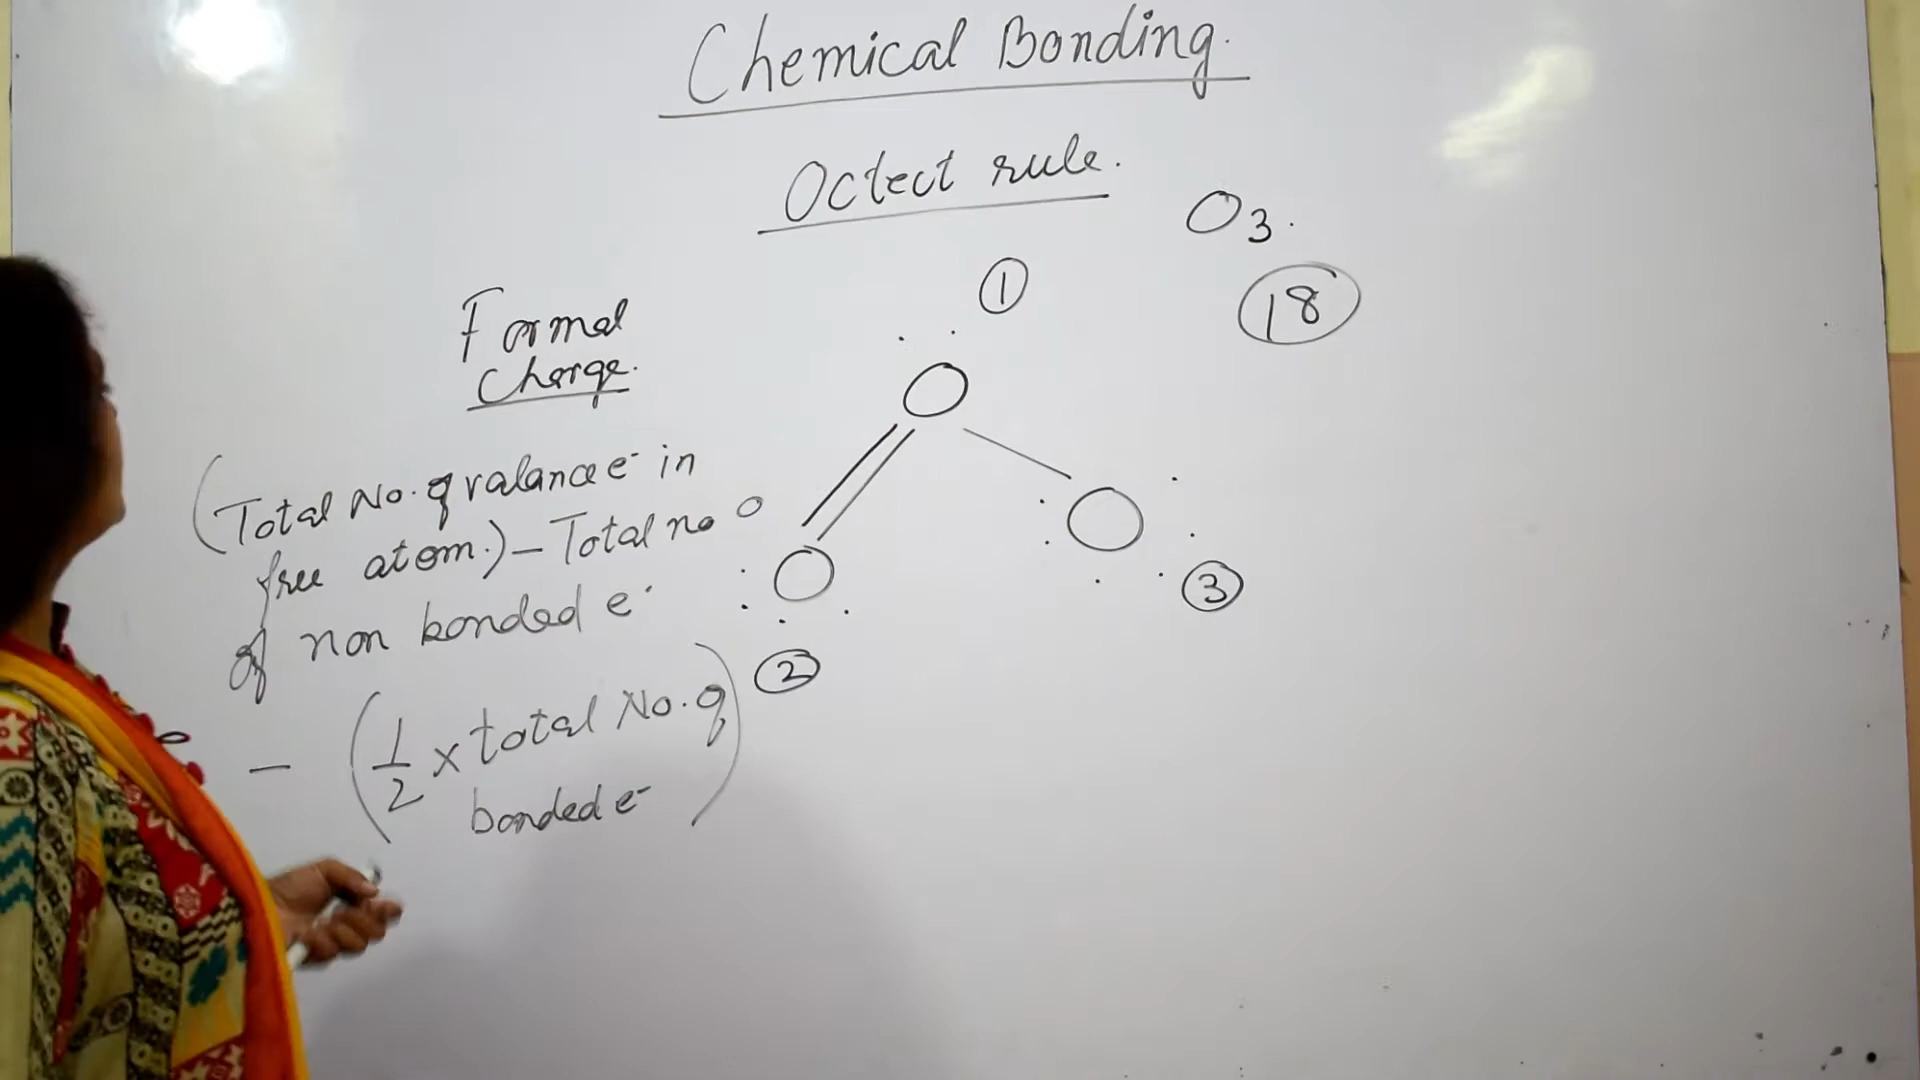 Chemical Bonding.
Octect rule.
O3.
18
Formal
Charge.
(Total No. of valance e- in
free atom.) - Total no
of non bonded e-
- (1/2 x total No. of
bonded e-)
1
O
O
O
2
3